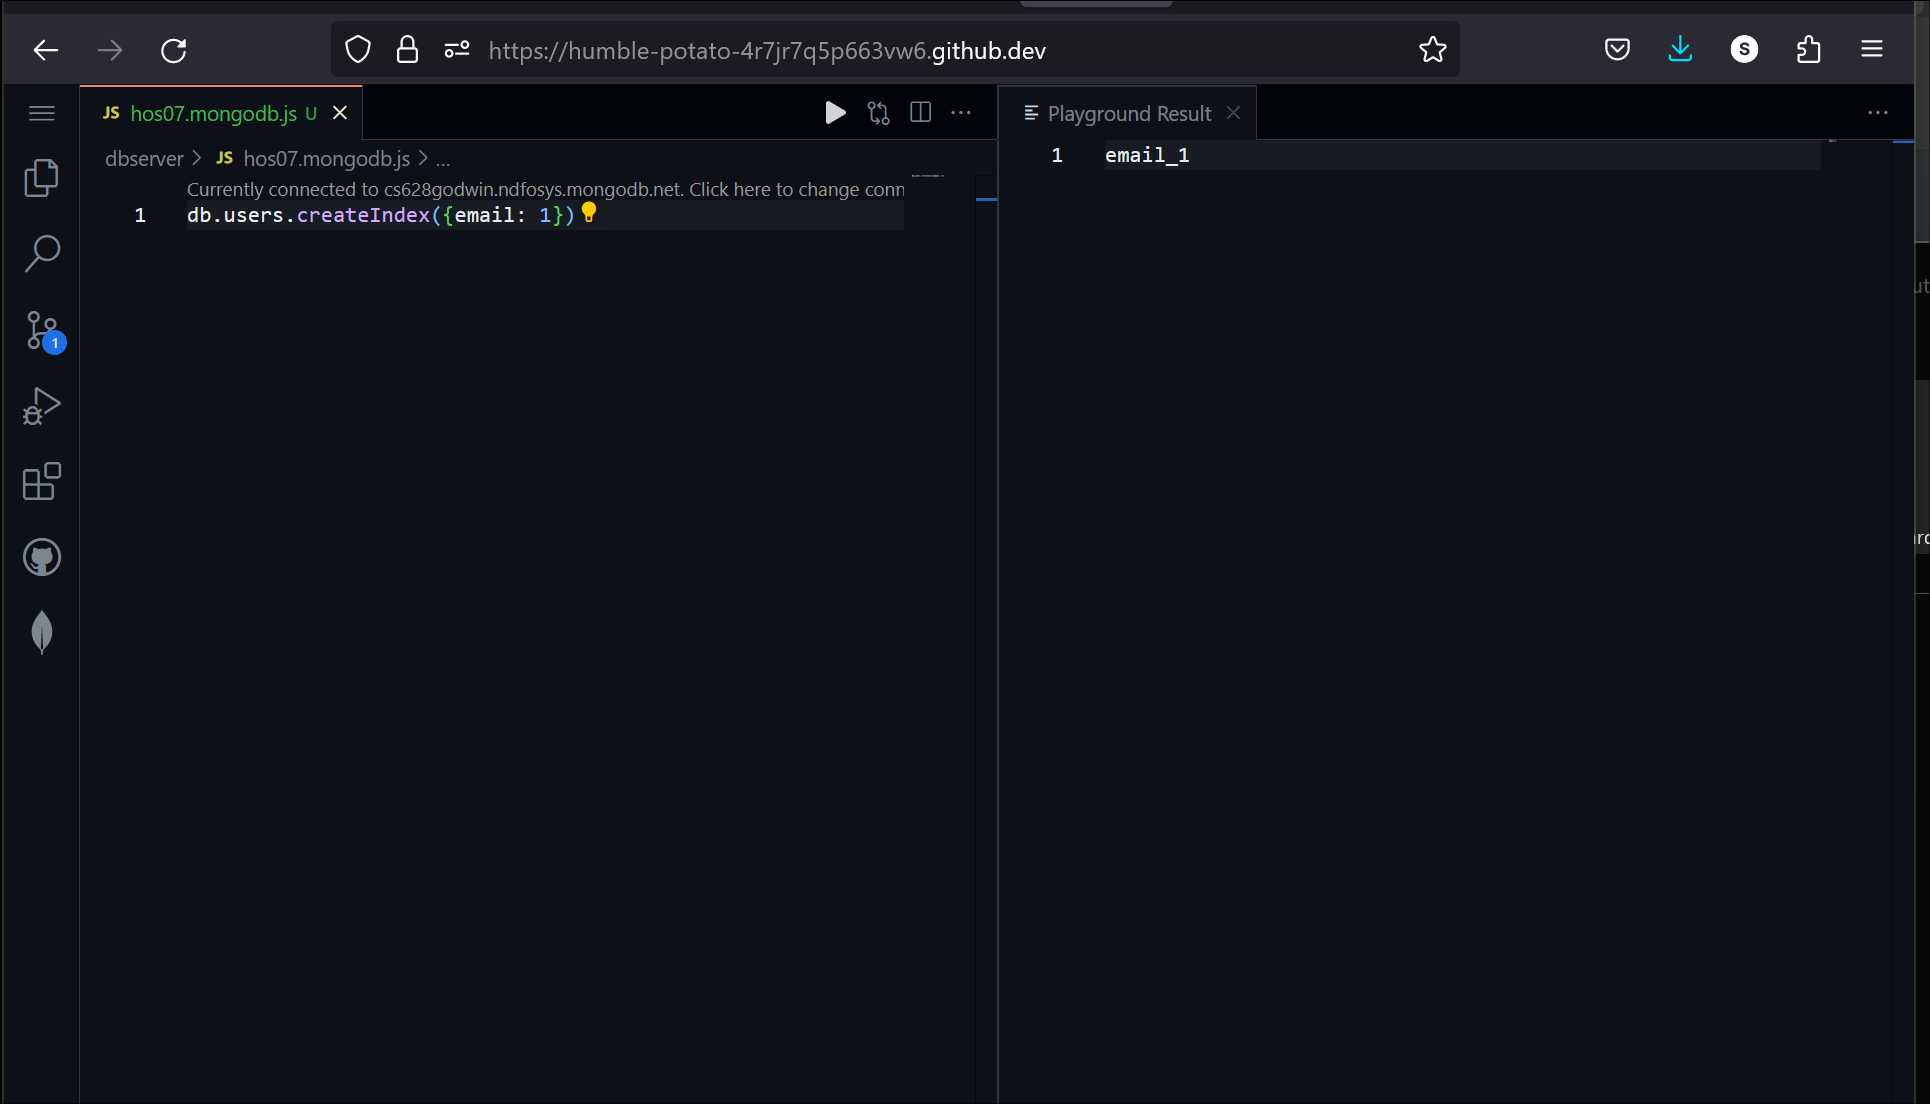 https://humble-potato-4r7jr7q5p663vw6.github.dev
S
JS hos07.mongodb.js U
Playground Result
dbserver > JS hos07.mongodb.js > ...
Currently connected to cs628godwin.ndfosys.mongodb.net. Click here to change conn
1 db.users.createIndex({email: 1})
1 email_1
1